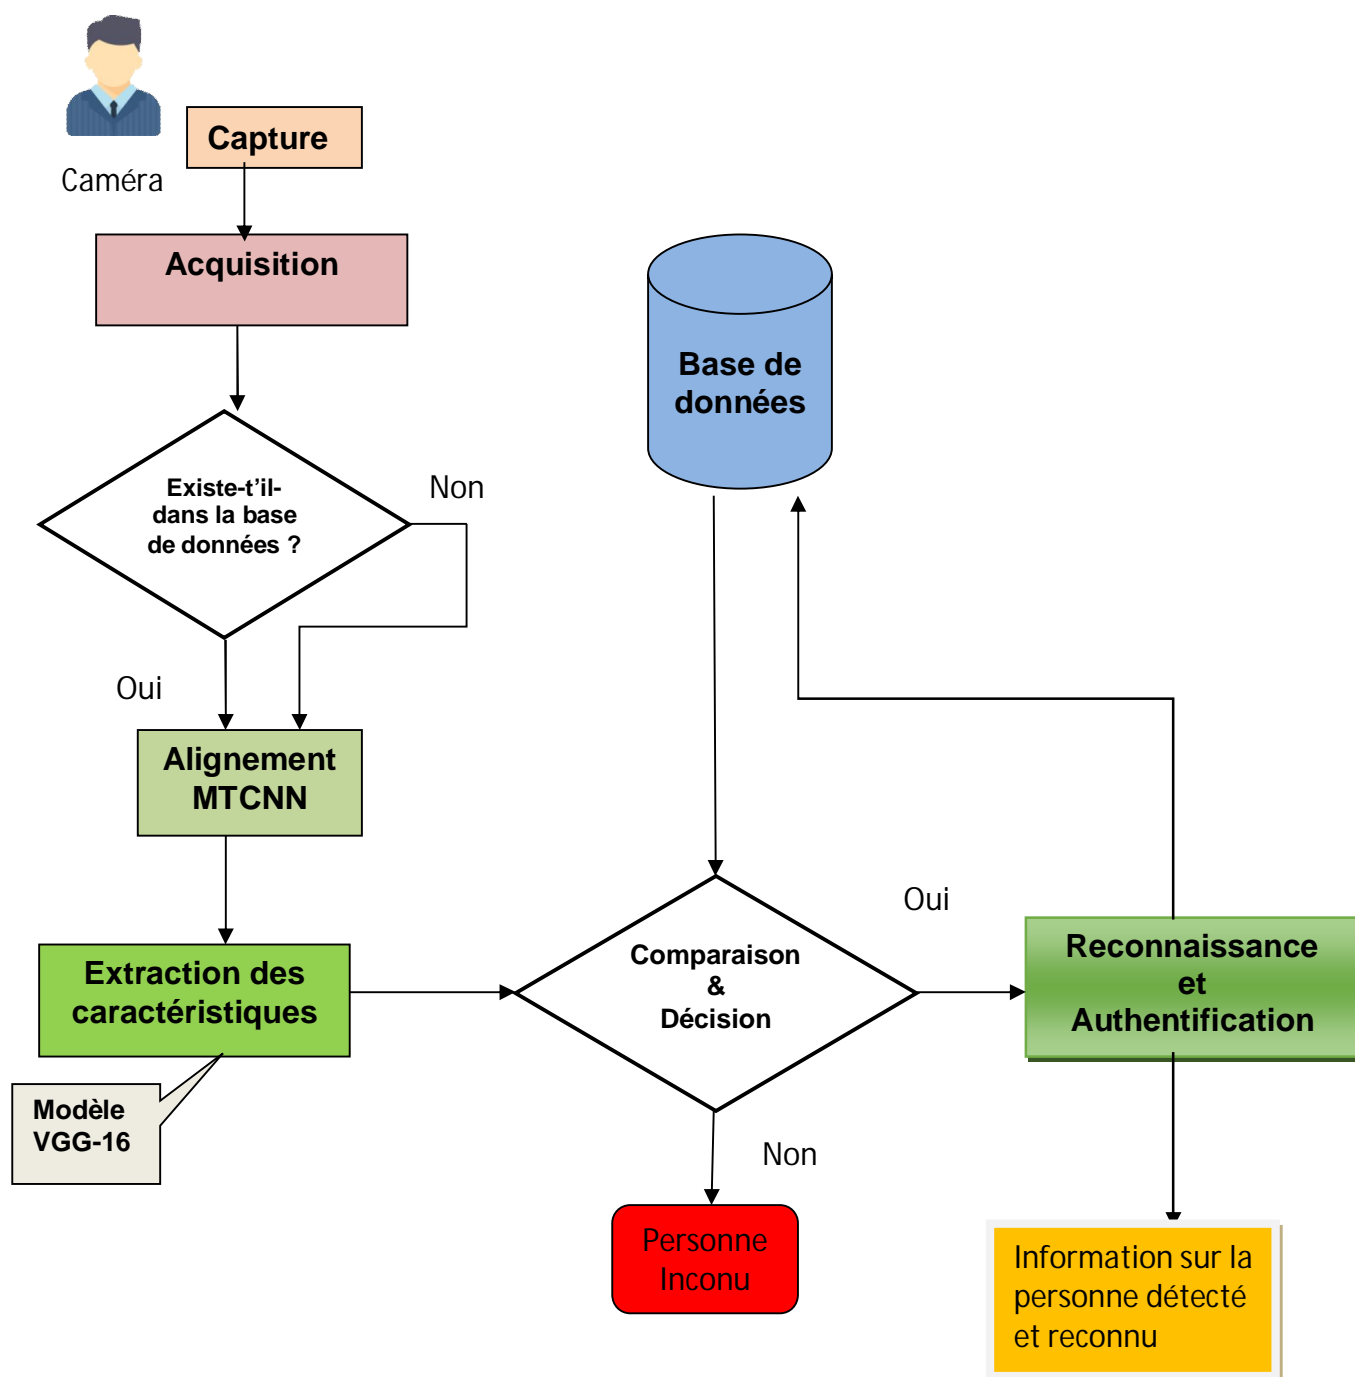 Capture
Caméra
Acquisition
Base de
données
Existe-t'il-
dans la base
de données ?
Non
Oui
Alignement
MTCNN
Extraction des
caractéristiques
Modèle
VGG-16
Comparaison
&
Décision
Oui
Reconnaissance
et
Authentification
Non
Personne
Inconu
Information sur la
personne détecté
et reconnu